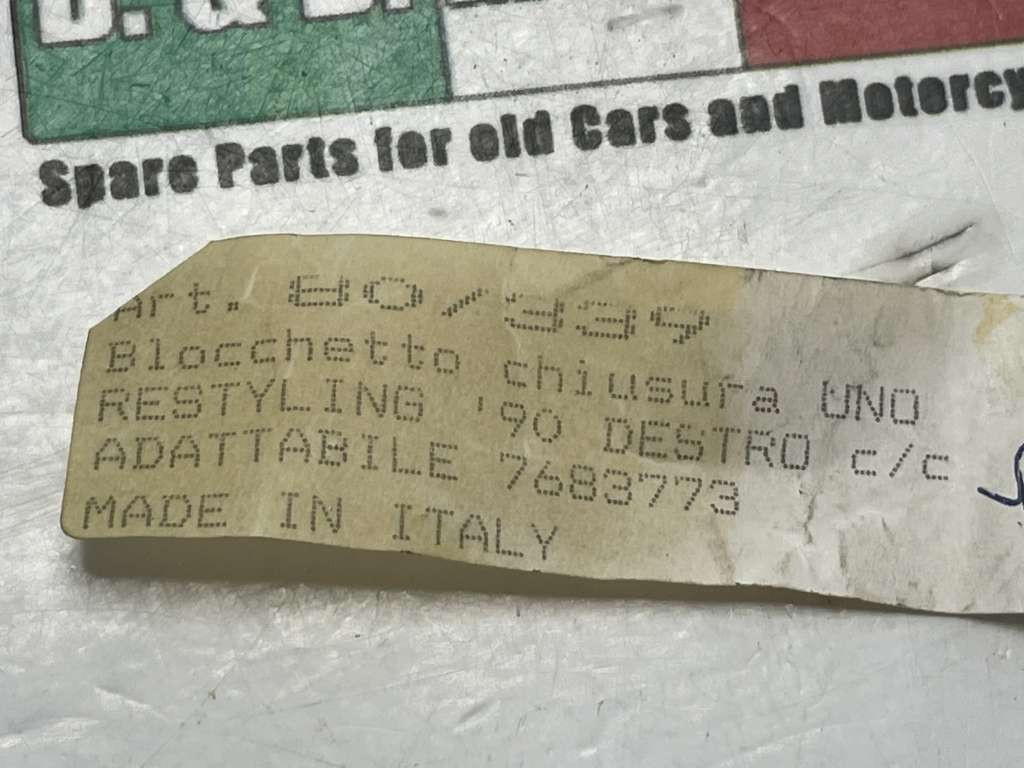 Spare Parts for old Cars and Motorcy
Art. 80/339
Blocchetto chiusura UNO
RESTYLING '90 DESTRO c/c
ADATTABILE 7683773
MADE IN ITALY